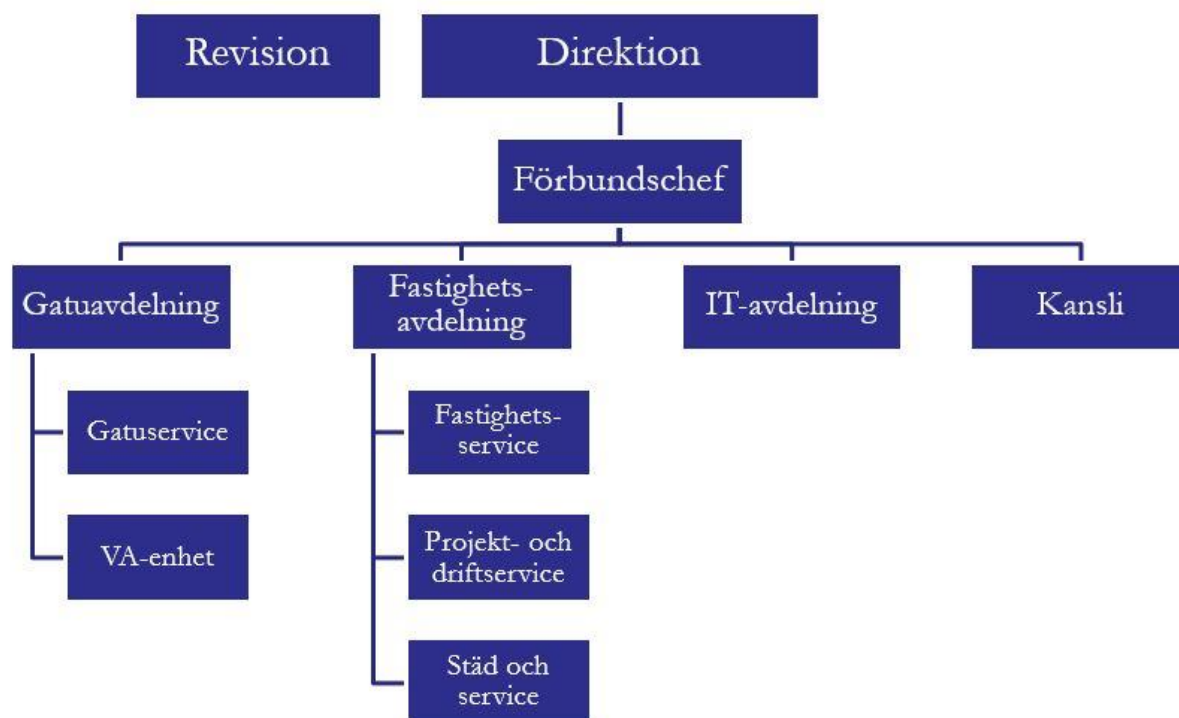 Revision
Direktion
Förbundschef
Gatuavdelning
Fastighets-
avdelning
IT-avdelning
Kansli
Gatuservice
VA-enhet
Fastighets-
service
Projekt- och
driftservice
Städ och
service